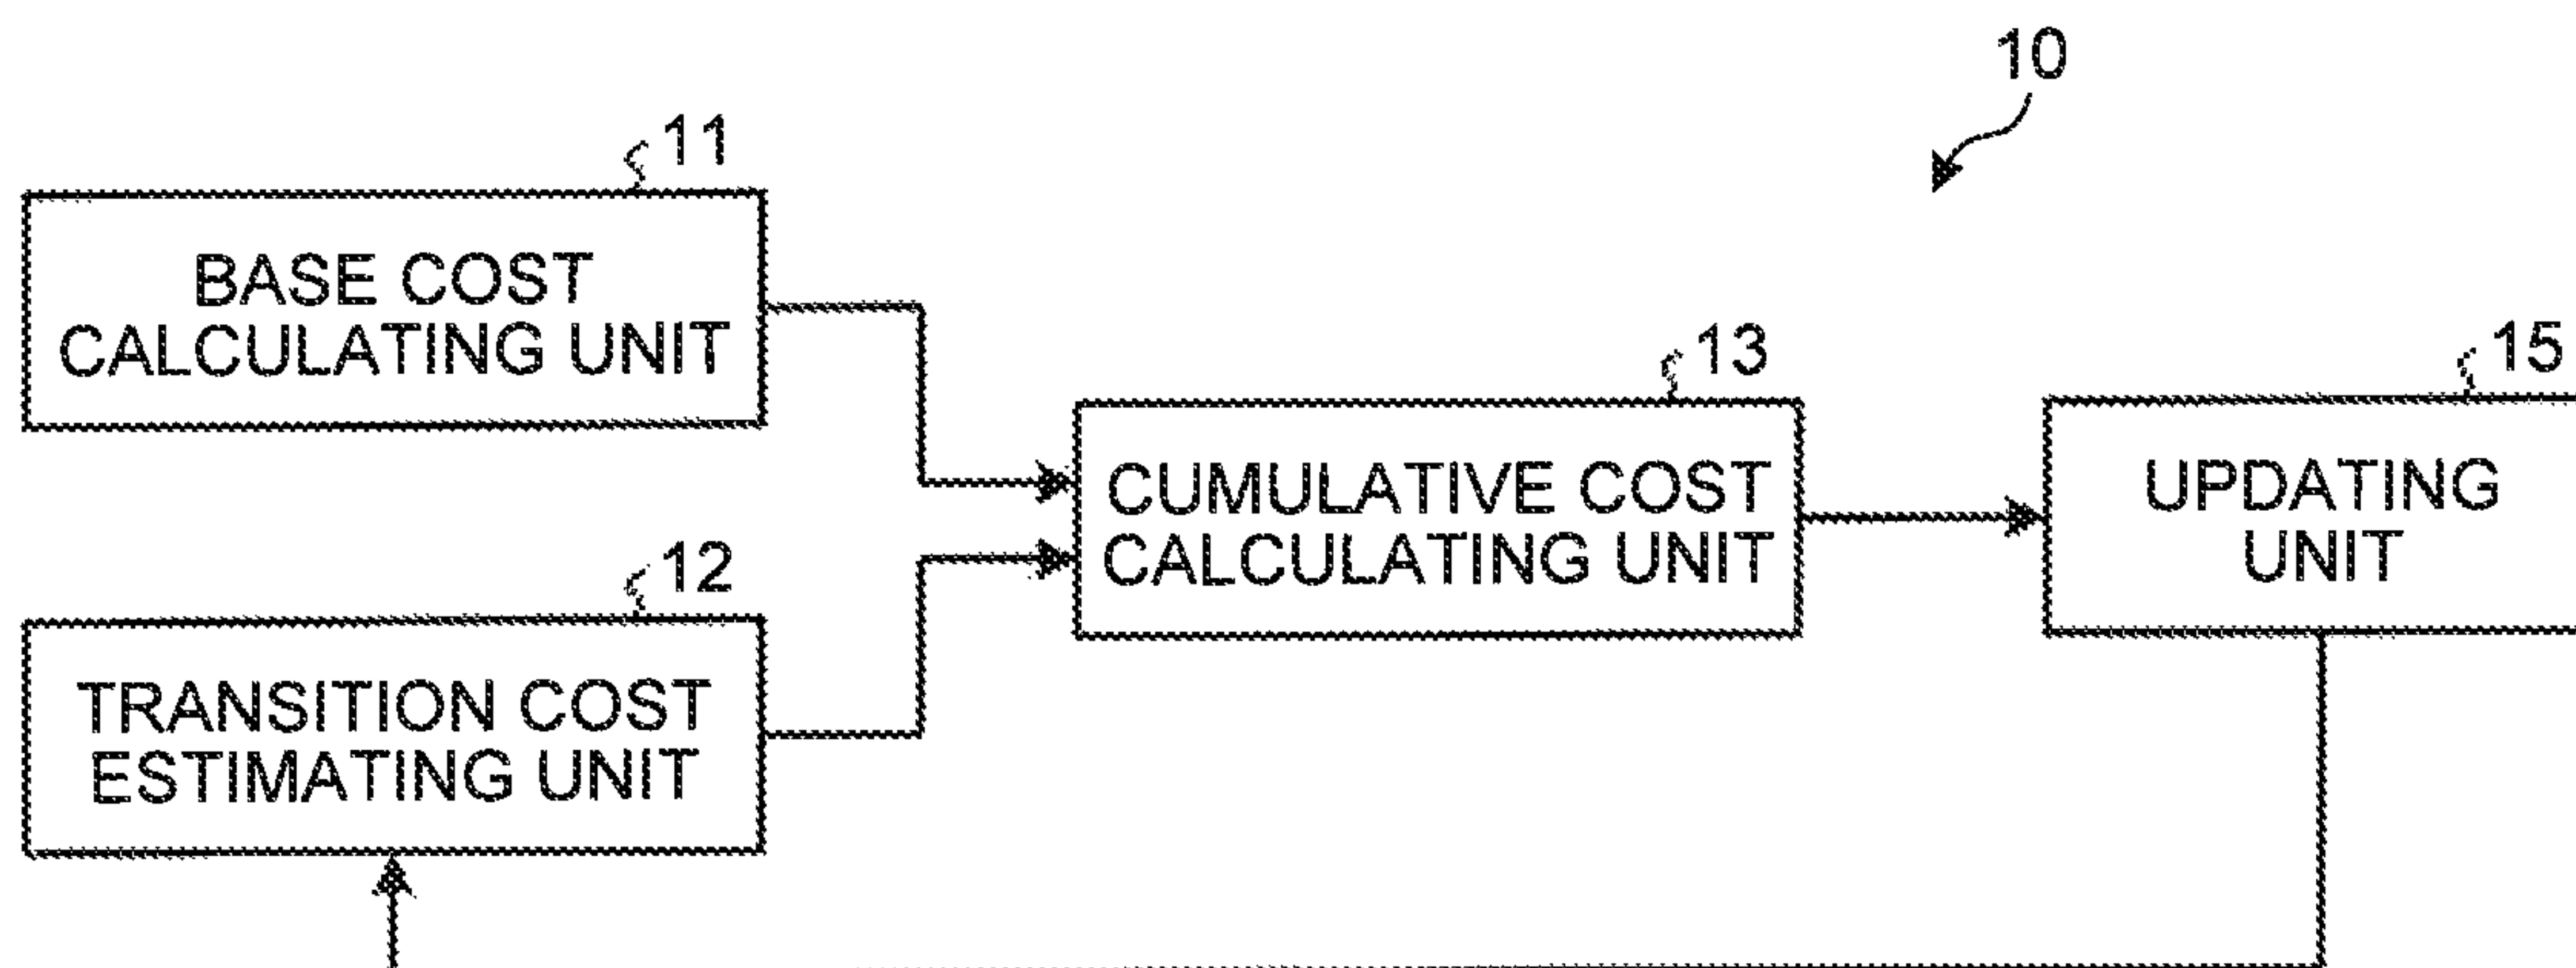 10
11
BASE COST
CALCULATING UNIT
12
TRANSITION COST
ESTIMATING UNIT
13
CUMULATIVE COST
CALCULATING UNIT
15
UPDATING
UNIT